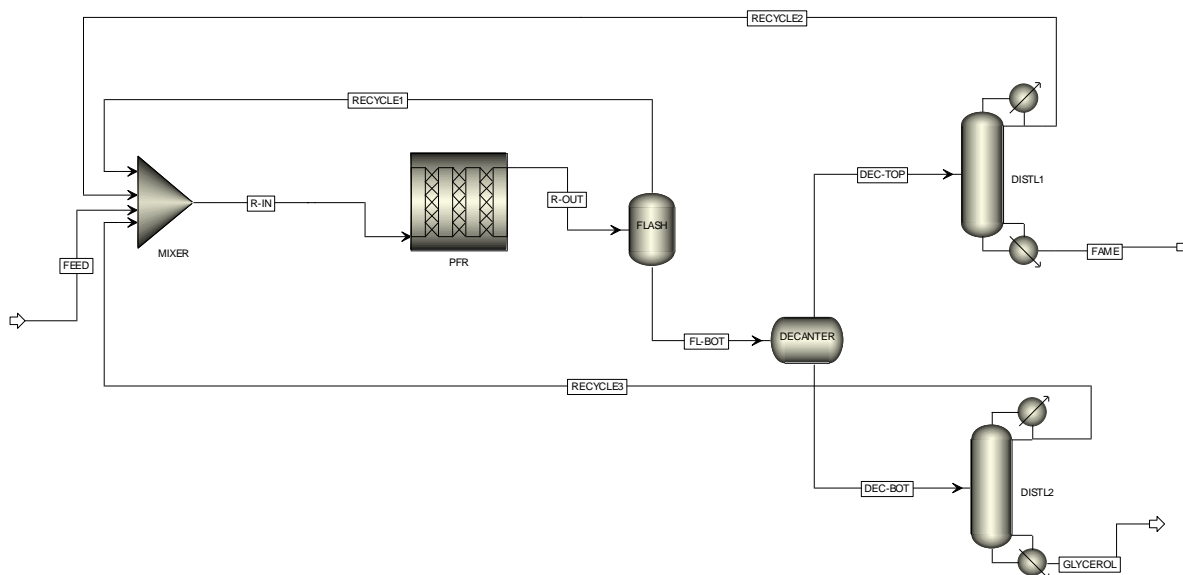 RECYCLE2
RECYCLE1
DEC-TOP
DISTL1
R-IN
R-OUT
FLASH
MIXER
PFR
FEED
FAME
DECANTER
FL-BOT
RECYCLE3
DEC-BOT
DISTL2
GLYCEROL